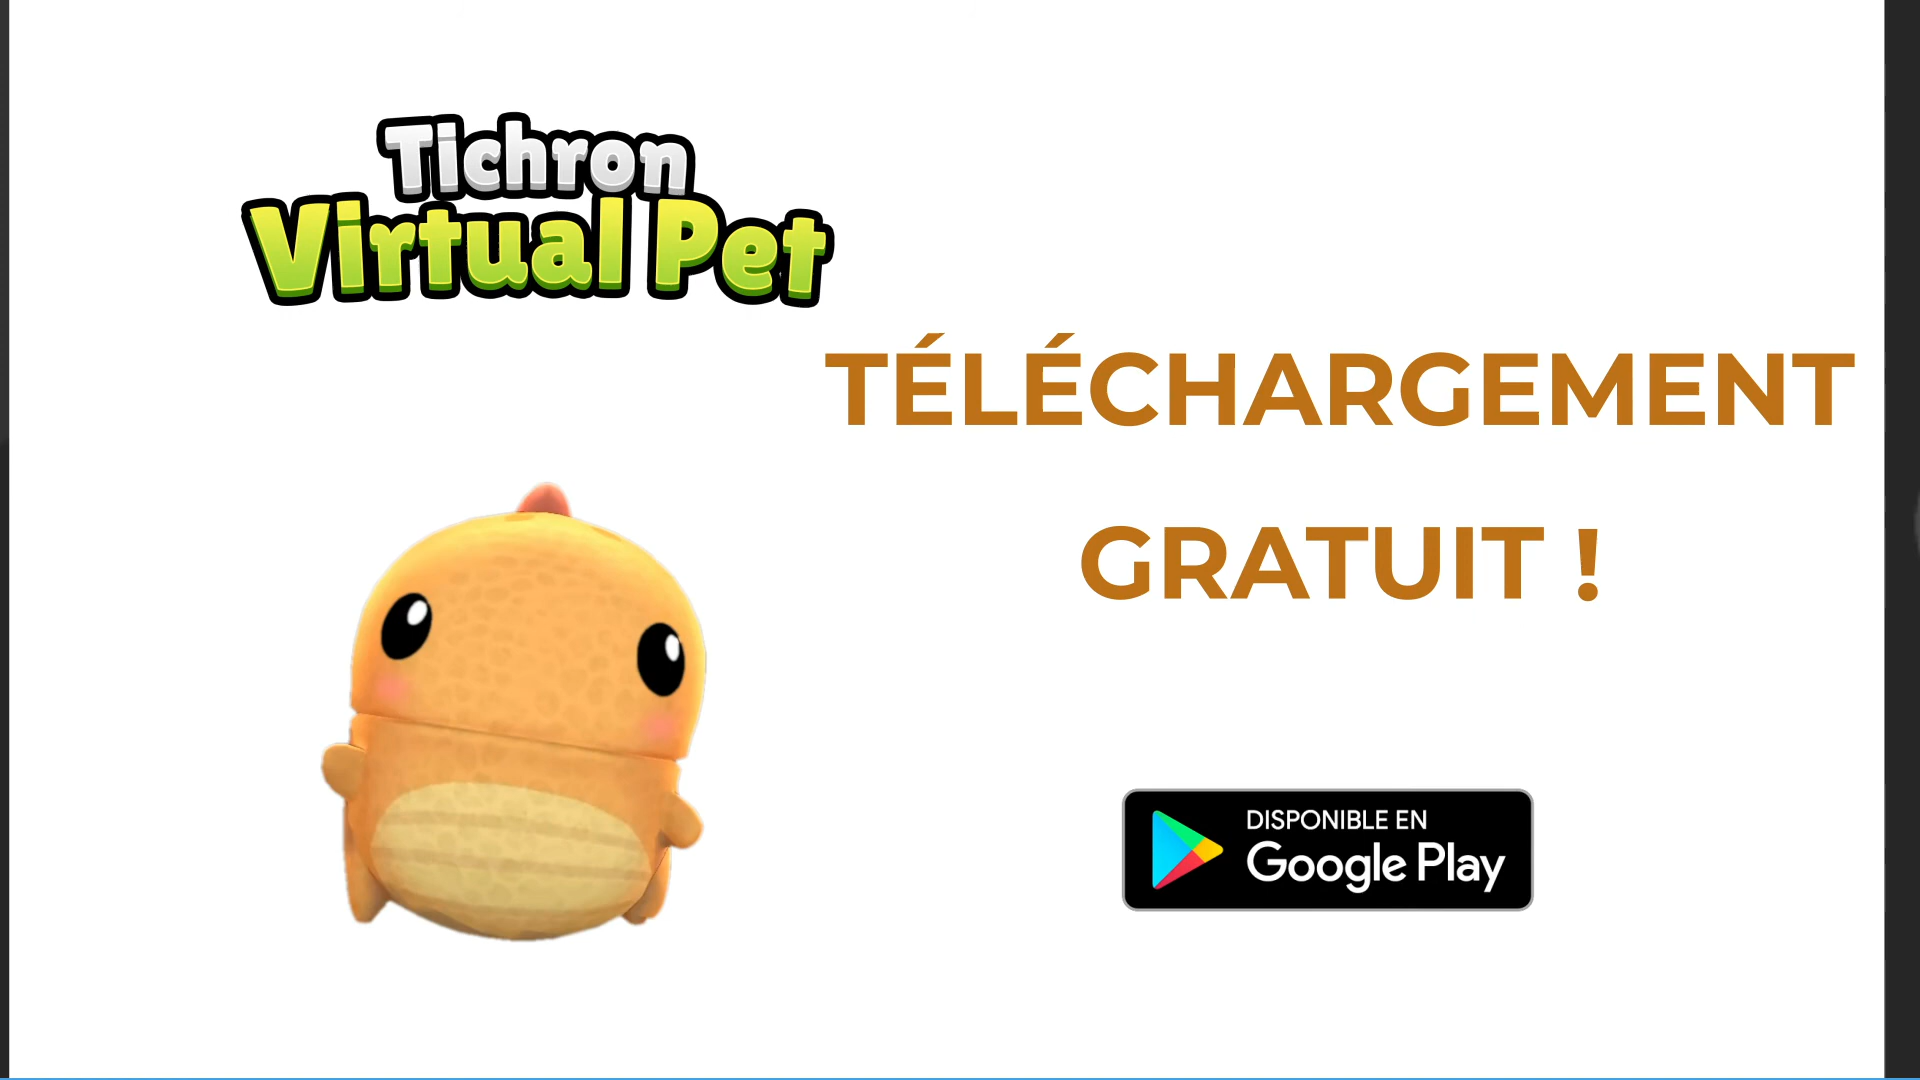 Tichron
Virtual Pet
TÉLÉCHARGEMENT
GRATUIT !
DISPONIBLE EN
Google Play